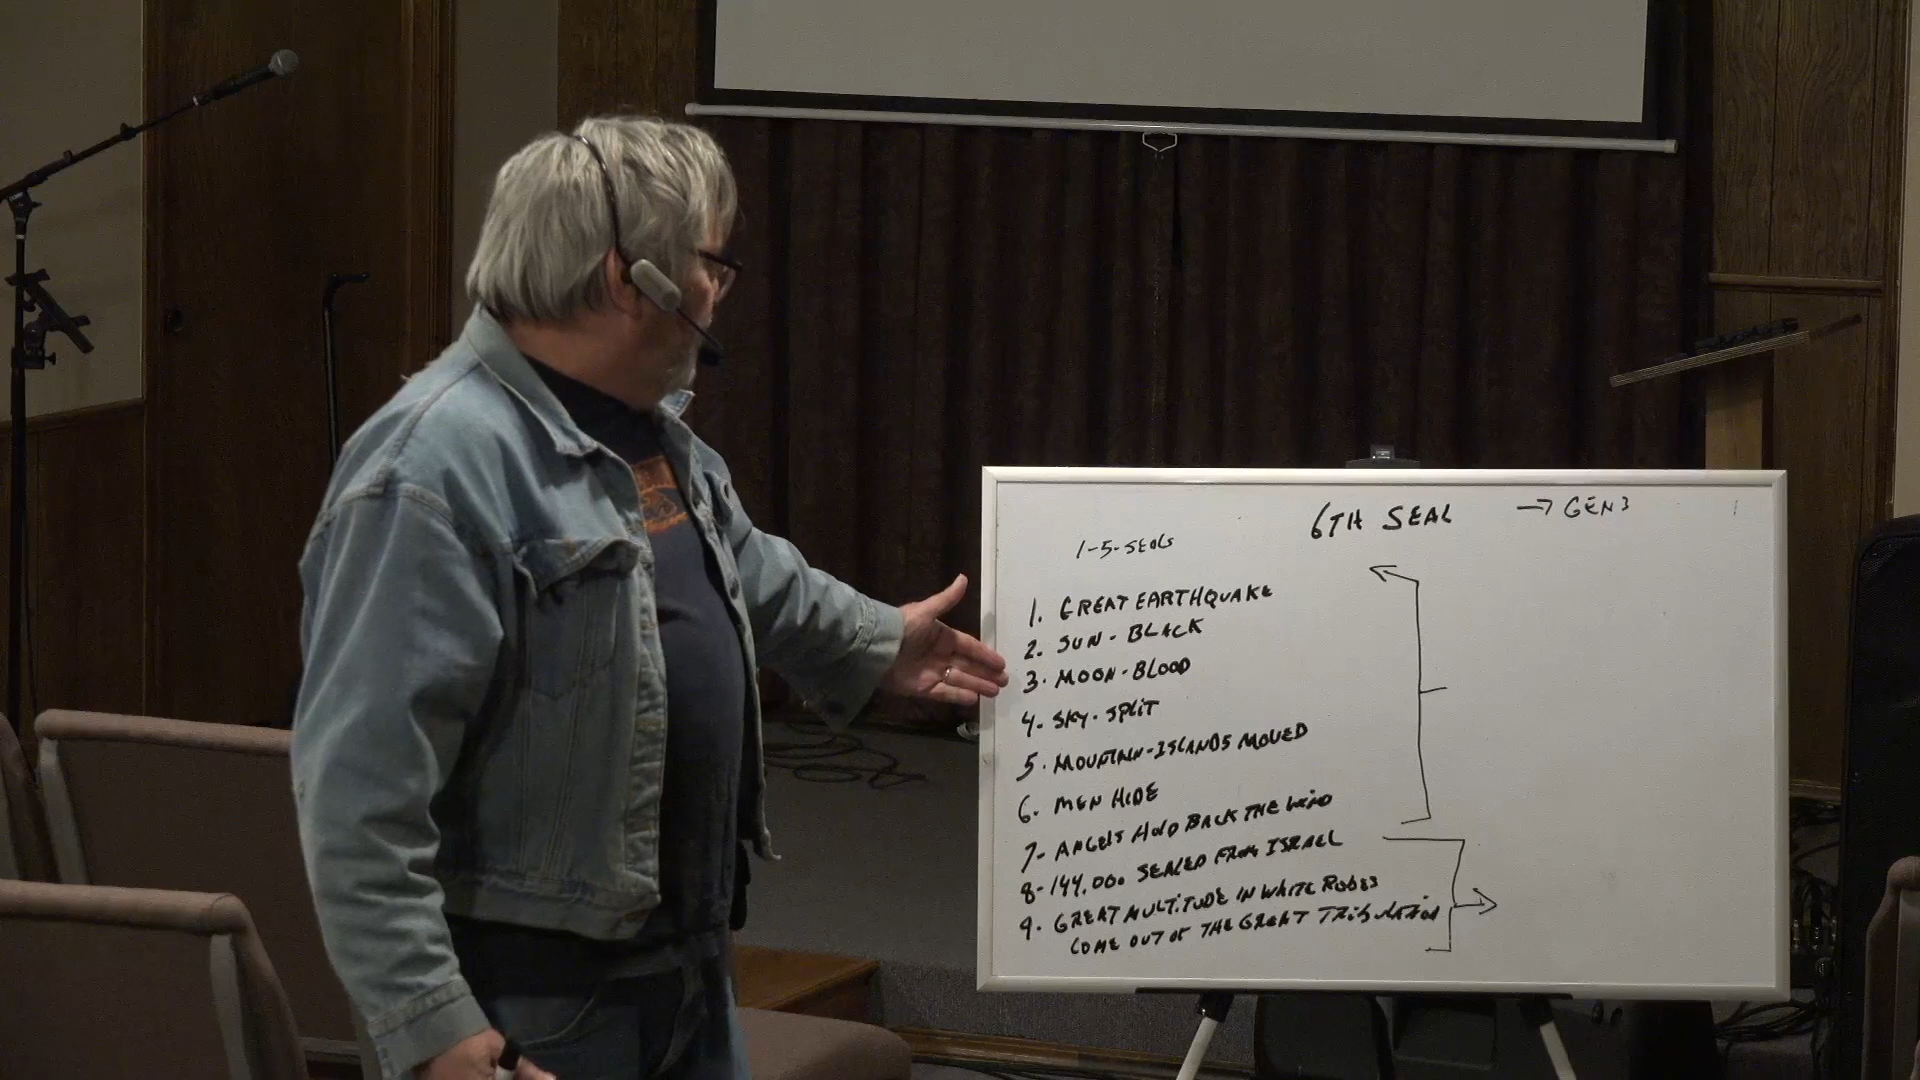 6TH SEAL → GEN 3
1-5-SEALS
1. GREAT EARTHQUAKE
2. SUN - BLACK
3. MOON - BLOOD
4. SKY - SPLIT
5. MOUNTAIN - ISLANDS MOVED
6. MEN HIDE
7- ANGELS HOLD BACK THE WIND
8- 144,000 SEALED FROM ISRAEL
9. GREAT MULTITUDE IN WHITE ROBES
COME OUT OF THE GREAT TRIBULATION